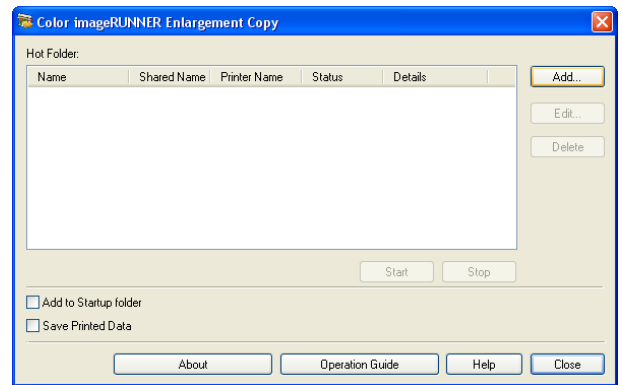 Color imageRUNNER Enlargement Copy
Hot Folder:
Name Shared Name Printer Name Status Details
Add...
Edit...
Delete
Start Stop
Add to Startup folder
Save Printed Data
About Operation Guide Help Close